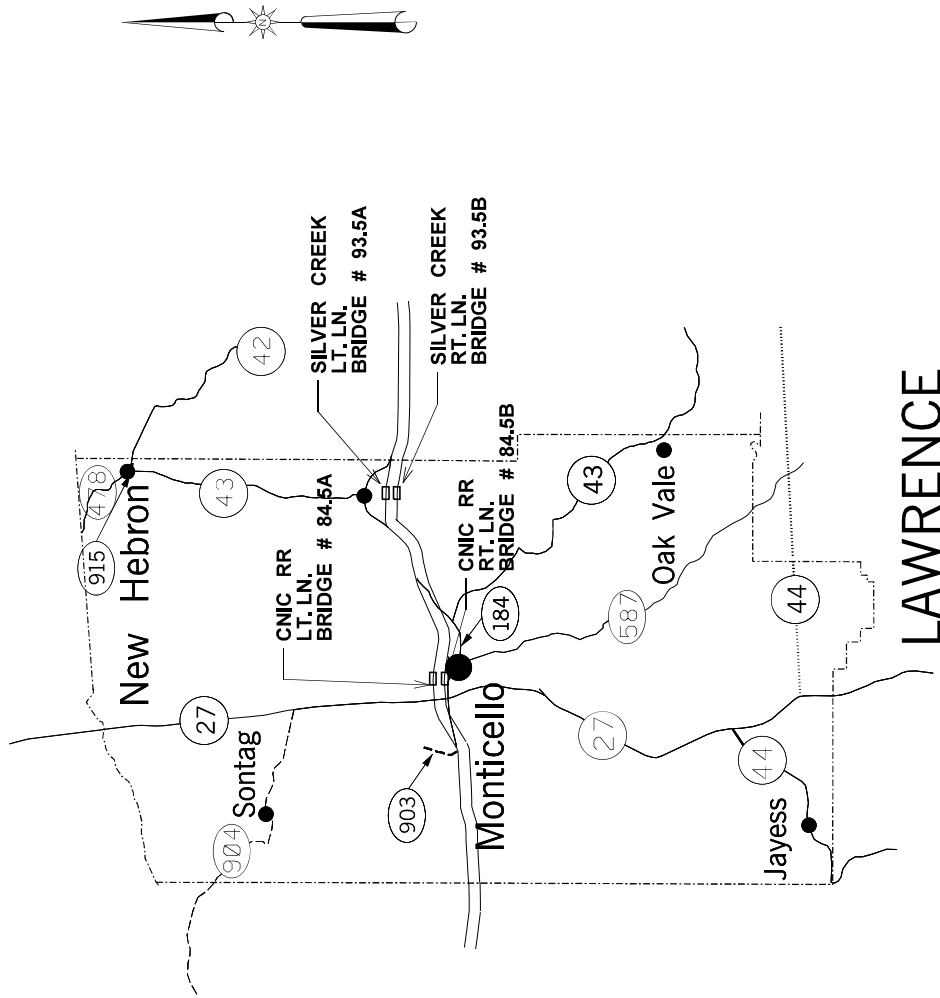 N
42
SILVER CREEK
LT. LN.
BRIDGE # 93.5A
SILVER CREEK
RT. LN.
BRIDGE # 93.5B
478
915
New Hebron
43
CNIC RR
LT. LN.
BRIDGE # 84.5A
CNIC RR
RT. LN.
BRIDGE # 84.5B
43
Oak Vale
184
587
44
27
Sontag
904
903
Monticello
27
44
Jayess
LAWRENCE